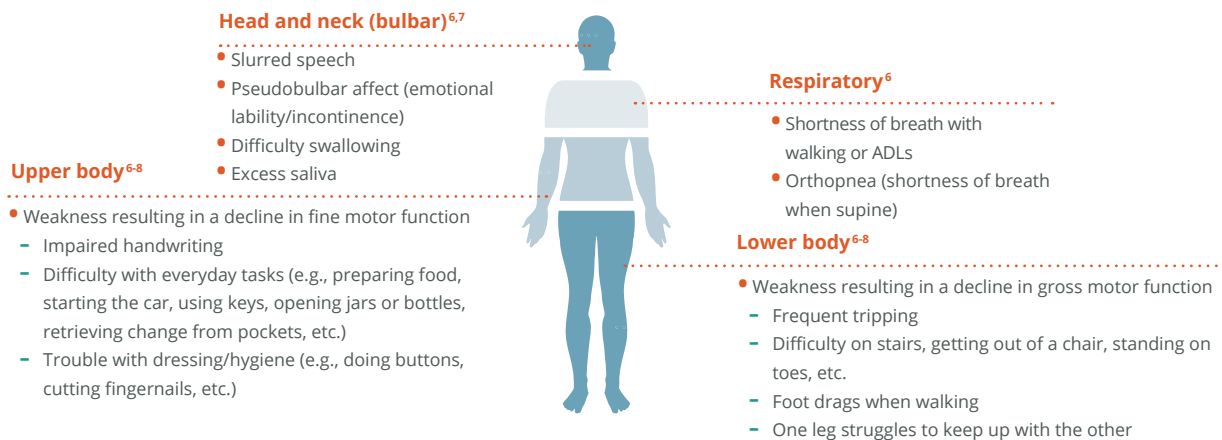 Head and neck (bulbar)6,7
• Slurred speech
• Pseudobulbar affect (emotional
lability/incontinence)
• Difficulty swallowing
• Excess saliva
Respiratory6
• Shortness of breath with
walking or ADLs
• Orthopnea (shortness of breath
when supine)
Upper body6-8
• Weakness resulting in a decline in fine motor function
– Impaired handwriting
– Difficulty with everyday tasks (e.g., preparing food,
starting the car, using keys, opening jars or bottles,
retrieving change from pockets, etc.)
– Trouble with dressing/hygiene (e.g., doing buttons,
cutting fingernails, etc.)
Lower body6-8
• Weakness resulting in a decline in gross motor function
– Frequent tripping
– Difficulty on stairs, getting out of a chair, standing on
toes, etc.
– Foot drags when walking
– One leg struggles to keep up with the other